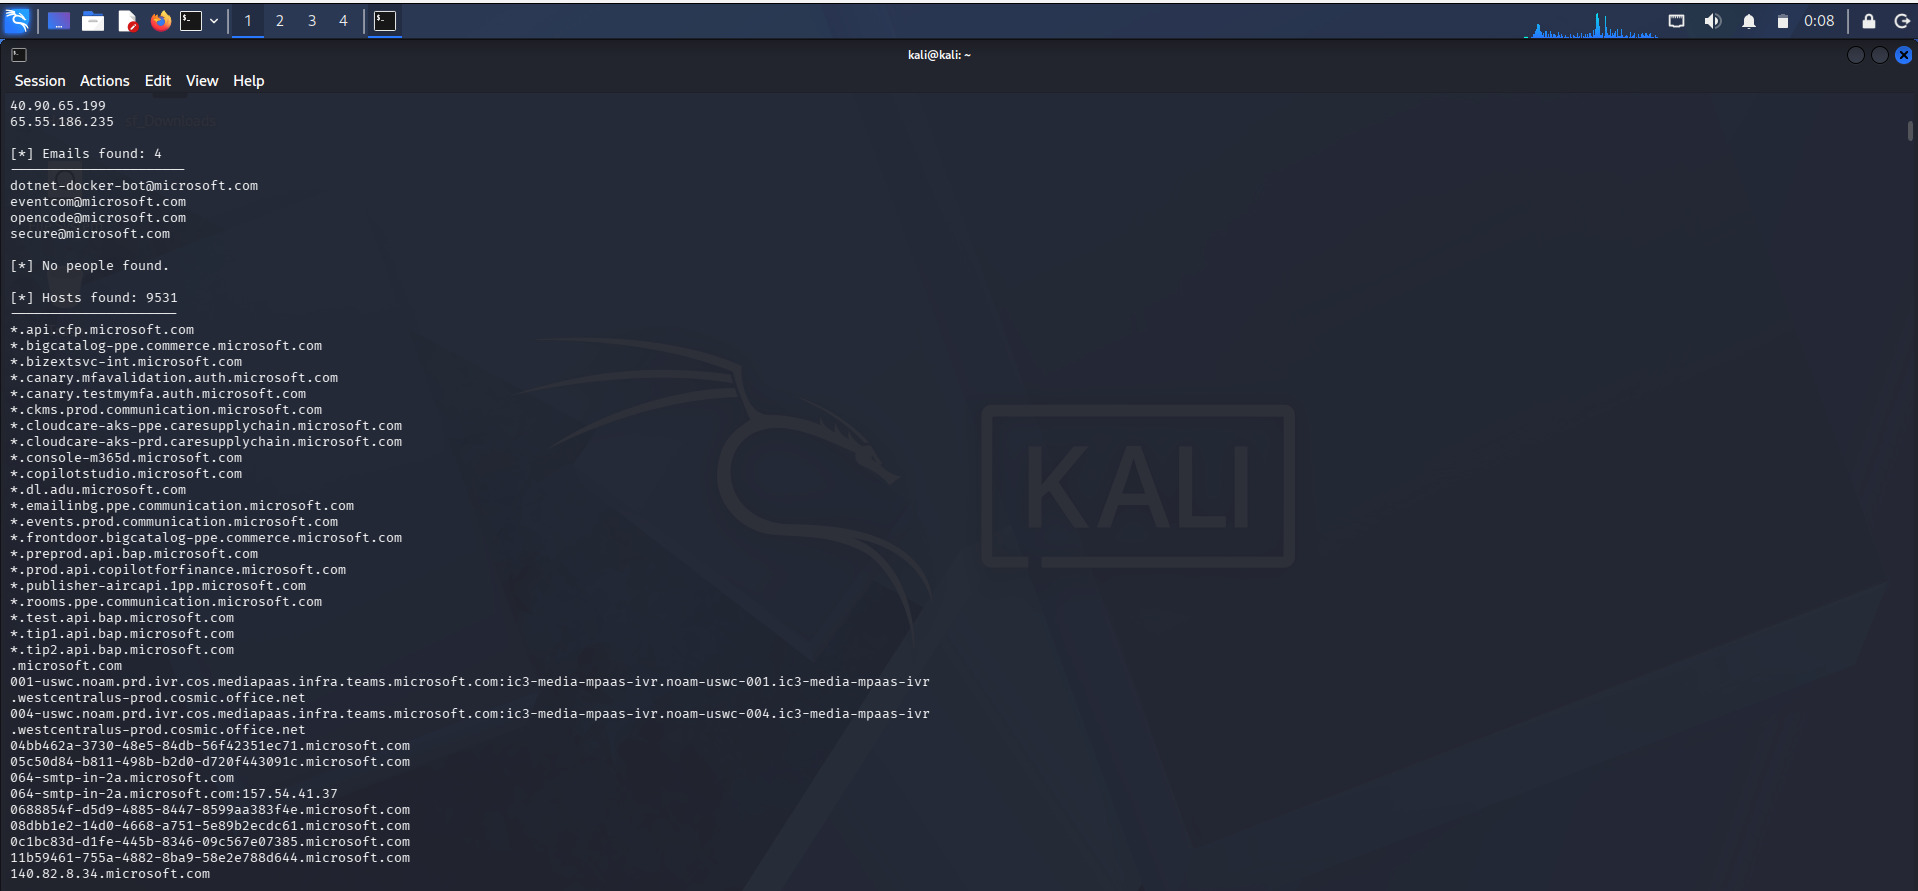 1 2 3 4 0:08
kali@kali: ~
Session Actions Edit View Help
40.90.65.199
65.55.186.235
[*] Emails found: 4
dotnet-docker-bot@microsoft.com
eventcom@microsoft.com
opencode@microsoft.com
secure@microsoft.com
[*] No people found.
[*] Hosts found: 9531
*.api.cfp.microsoft.com
*.bigcatalog-ppe.commerce.microsoft.com
*.bizextsvc-int.microsoft.com
*.canary.mfavalidation.auth.microsoft.com
*.canary.testmymfa.auth.microsoft.com
*.ckms.prod.communication.microsoft.com
*.cloudcare-aks-ppe.caresupplychain.microsoft.com
*.cloudcare-aks-prd.caresupplychain.microsoft.com
*.console-m365d.microsoft.com
*.copilotstudio.microsoft.com
*.dl.adu.microsoft.com
*.emailinbg.ppe.communication.microsoft.com
*.events.prod.communication.microsoft.com
*.frontdoor.bigcatalog-ppe.commerce.microsoft.com
*.preprod.api.bap.microsoft.com
*.prod.api.copilotforfinance.microsoft.com
*.publisher-aircapi.1pp.microsoft.com
*.rooms.ppe.communication.microsoft.com
*.test.api.bap.microsoft.com
*.tip1.api.bap.microsoft.com
*.tip2.api.bap.microsoft.com
.microsoft.com
001-uswc.noam.prd.ivr.cos.mediapaas.infra.teams.microsoft.com:ic3-media-mpaas-ivr.noam-uswc-001.ic3-media-mpaas-ivr
.westcentralus-prod.cosmic.office.net
004-uswc.noam.prd.ivr.cos.mediapaas.infra.teams.microsoft.com:ic3-media-mpaas-ivr.noam-uswc-004.ic3-media-mpaas-ivr
.westcentralus-prod.cosmic.office.net
04bb462a-3730-48e5-84db-56f42351ec71.microsoft.com
05c50d84-b811-498b-b2d0-d720f443091c.microsoft.com
064-smtp-in-2a.microsoft.com
064-smtp-in-2a.microsoft.com:157.54.41.37
0688854f-d5d9-4885-8447-8599aa383f4e.microsoft.com
08dbb1e2-14d0-4668-a751-5e89b2ecdc61.microsoft.com
0c1bc83d-d1fe-445b-8346-09c567e07385.microsoft.com
11b59461-755a-4882-8ba9-58e2e788d644.microsoft.com
140.82.8.34.microsoft.com
KALI